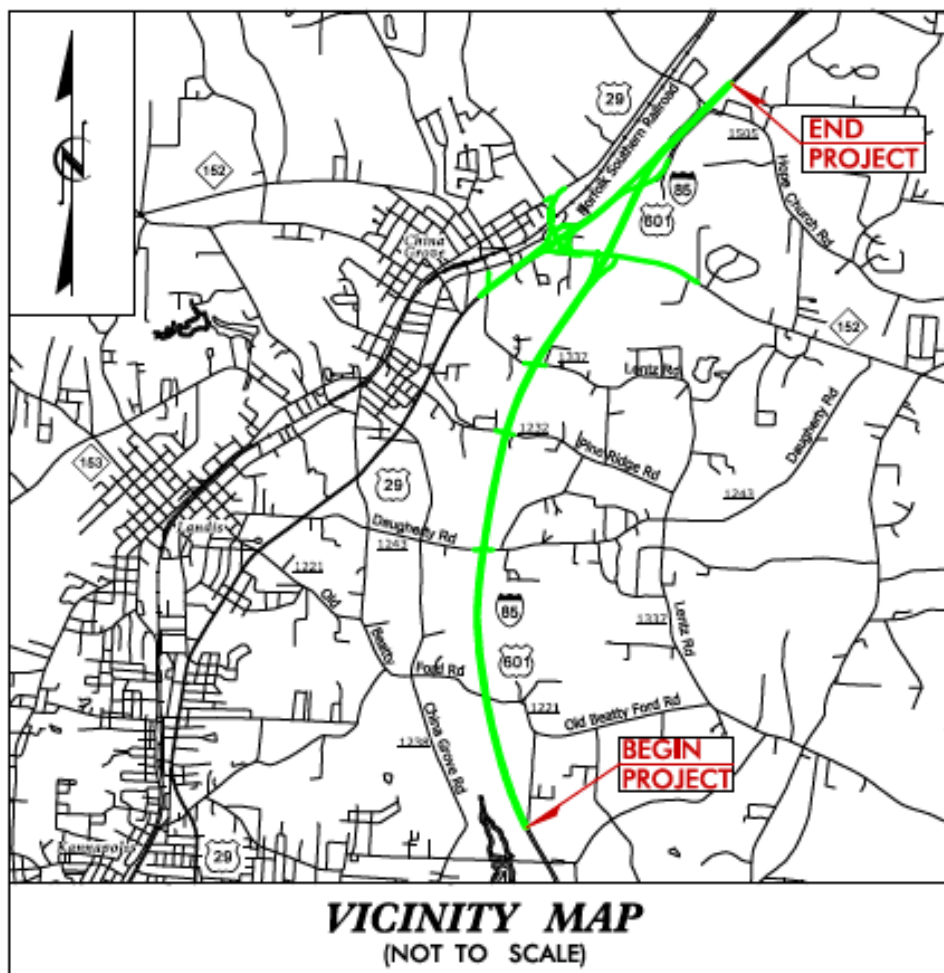 29
Norfolk Southern Railroad
END
PROJECT
1505
152
85
601
Hope Church Rd
China
Grove
152
1337
Lentz Rd
1232
Pine Ridge Rd
Daugherty Rd
153
29
1243
Landis
Daugherty Rd
1243
1221
Old
85
1337
Lentz Rd
Beatty
Ford Rd
601
1221
Old Beatty Ford Rd
China Grove Rd
1238
BEGIN
PROJECT
Kannapolis
29
VICINITY MAP
(NOT TO SCALE)